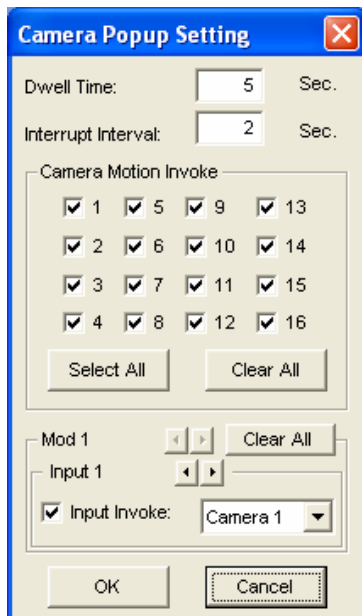 Camera Popup Setting
Dwell Time: 5 Sec.
Interrupt Interval: 2 Sec.
Camera Motion Invoke
1 5 9 13
2 6 10 14
3 7 11 15
4 8 12 16
Select All Clear All
Mod 1 Clear All
Input 1
Input Invoke: Camera 1
OK Cancel